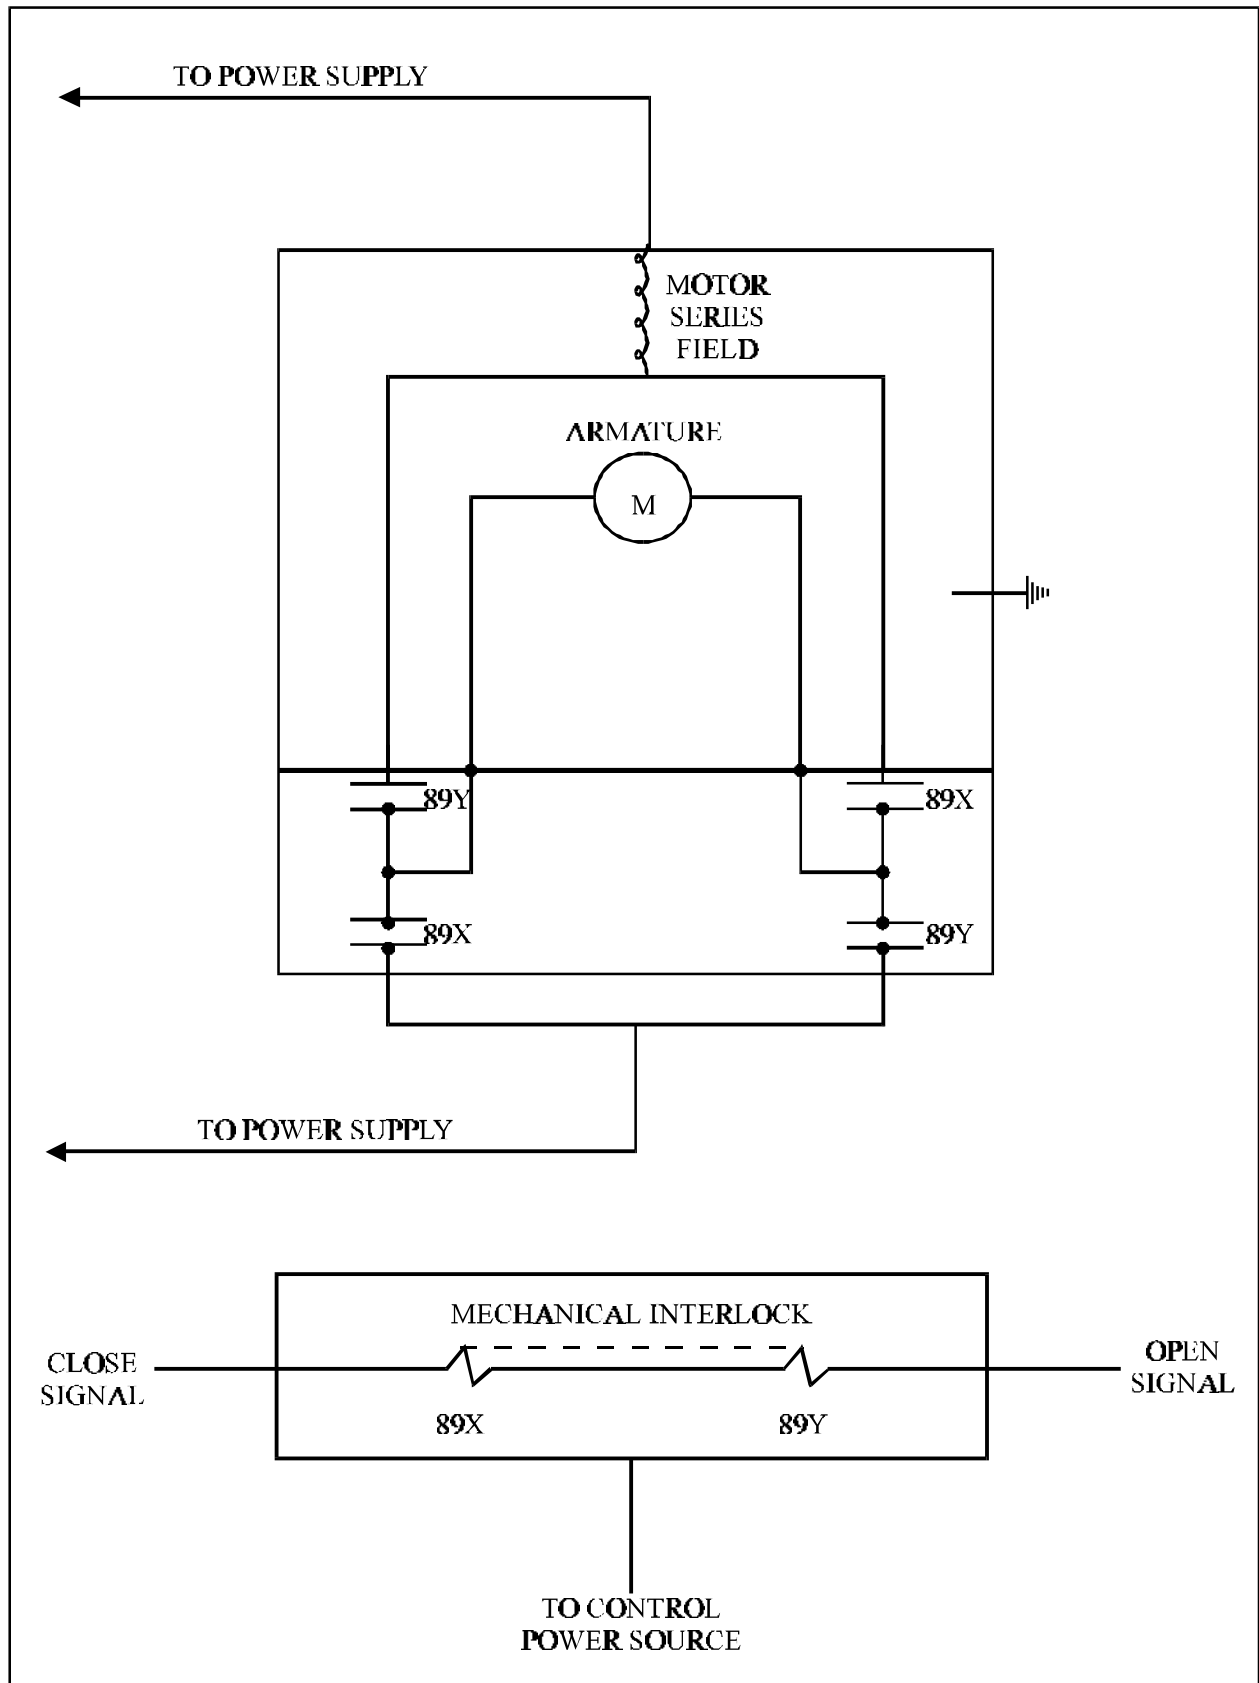 TO POWER SUPPLY
MOTOR
SERIES
FIELD
ARMATURE
M
89Y
89X
89X
89Y
TO POWER SUPPLY
MECHANICAL INTERLOCK
CLOSE
SIGNAL
OPEN
SIGNAL
89X
89Y
TO CONTROL
POWER SOURCE